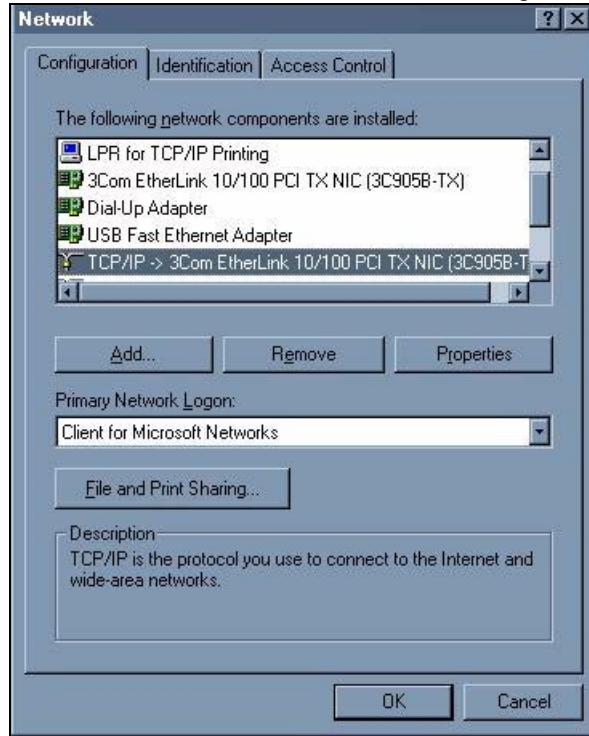 Network
Configuration Identification Access Control
The following network components are installed:
LPR for TCP/IP Printing
3Com EtherLink 10/100 PCI TX NIC (3C905B-TX)
Dial-Up Adapter
USB Fast Ethernet Adapter
TCP/IP -> 3Com EtherLink 10/100 PCI TX NIC (3C905B-T
Add... Remove Properties
Primary Network Logon:
Client for Microsoft Networks
File and Print Sharing...
Description
TCP/IP is the protocol you use to connect to the Internet and
wide-area networks.
OK Cancel